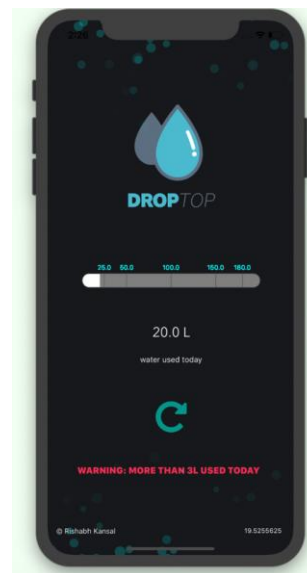 DROPTOP
25.0 50.0 100.0 150.0 180.0
20.0 L
water used today
WARNING: MORE THAN 3L USED TODAY
© Rishabh Kansal 19.5255625